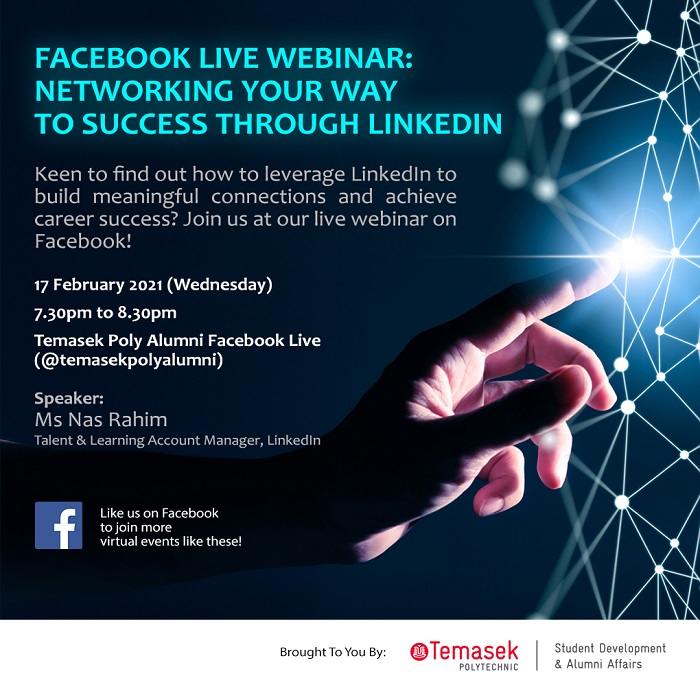 FACEBOOK LIVE WEBINAR:
NETWORKING YOUR WAY
TO SUCCESS THROUGH LINKEDIN
Keen to find out how to leverage LinkedIn to
build meaningful connections and achieve
career success? Join us at our live webinar on
Facebook!
17 February 2021 (Wednesday)
7.30pm to 8.30pm
Temasek Poly Alumni Facebook Live
(@temasekpolyalumni)
Speaker:
Ms Nas Rahim
Talent & Learning Account Manager, LinkedIn
f
Like us on Facebook
to join more
virtual events like these!
Brought To You By:
Temasek
POLYTECHNIC
Student Development
& Alumni Affairs